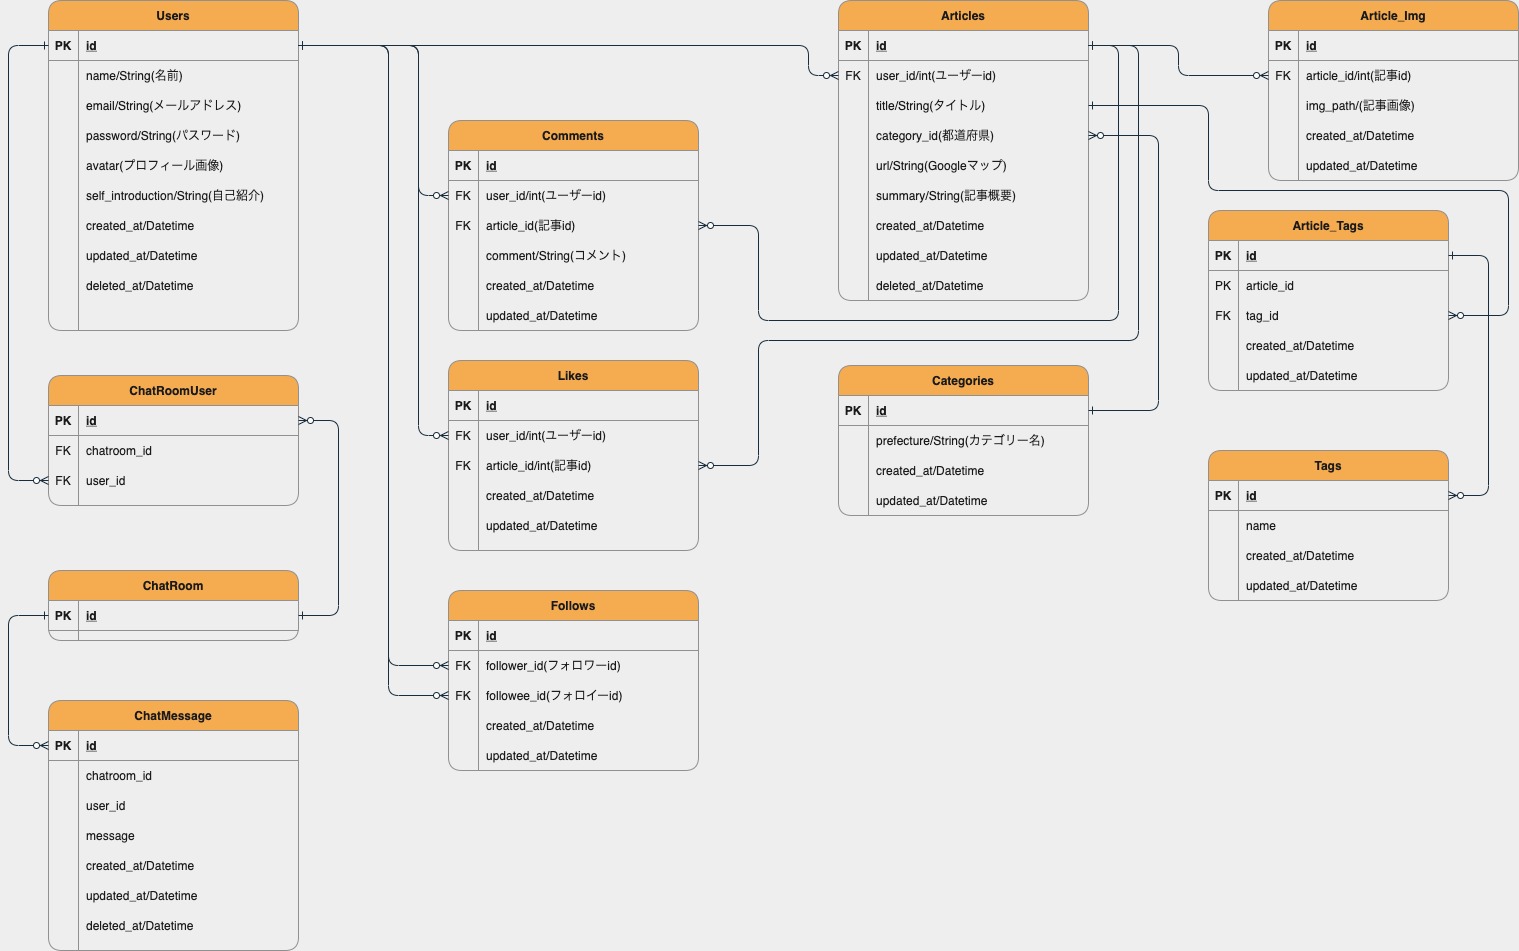 Users
PK id
name/String(名前)
email/String(メールアドレス)
password/String(パスワード)
avatar(プロフィール画像)
self_introduction/String(自己紹介)
created_at/Datetime
updated_at/Datetime
deleted_at/Datetime
ChatRoomUser
PK id
FK chatroom_id
FK user_id
ChatRoom
PK id
ChatMessage
PK id
chatroom_id
user_id
message
created_at/Datetime
updated_at/Datetime
deleted_at/Datetime
Comments
PK id
FK user_id/int(ユーザーid)
FK article_id(記事id)
comment/String(コメント)
created_at/Datetime
updated_at/Datetime
Likes
PK id
FK user_id/int(ユーザーid)
FK article_id/int(記事id)
created_at/Datetime
updated_at/Datetime
Follows
PK id
FK follower_id(フォロワーid)
FK followee_id(フォロイーid)
created_at/Datetime
updated_at/Datetime
Articles
PK id
FK user_id/int(ユーザーid)
title/String(タイトル)
category_id(都道府県)
url/String(Googleマップ)
summary/String(記事概要)
created_at/Datetime
updated_at/Datetime
deleted_at/Datetime
Categories
PK id
prefecture/String(カテゴリー名)
created_at/Datetime
updated_at/Datetime
Article_Img
PK id
FK article_id/int(記事id)
img_path/(記事画像)
created_at/Datetime
updated_at/Datetime
Article_Tags
PK id
PK article_id
FK tag_id
created_at/Datetime
updated_at/Datetime
Tags
PK id
name
created_at/Datetime
updated_at/Datetime